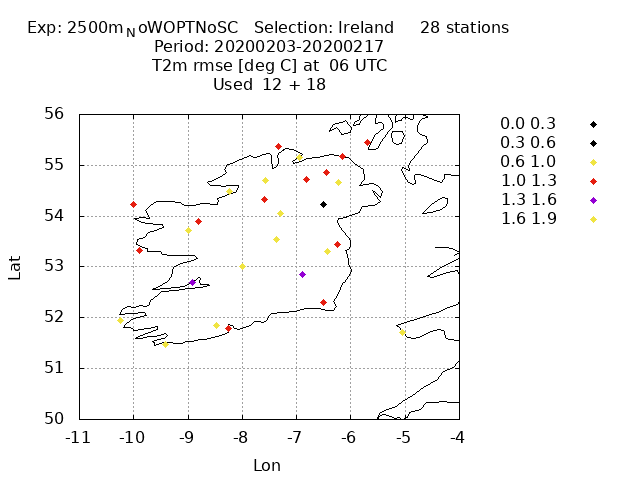 Exp: 2500m_NoWOPTNoSC Selection: Ireland 28 stations
Period: 20200203-20200217
T2m rmse [deg C] at 06 UTC
Used 12 + 18
56
55
54
53
52
51
50
-11 -10 -9 -8 -7 -6 -5 -4
Lat
Lon
0.0 0.3
0.3 0.6
0.6 1.0
1.0 1.3
1.3 1.6
1.6 1.9